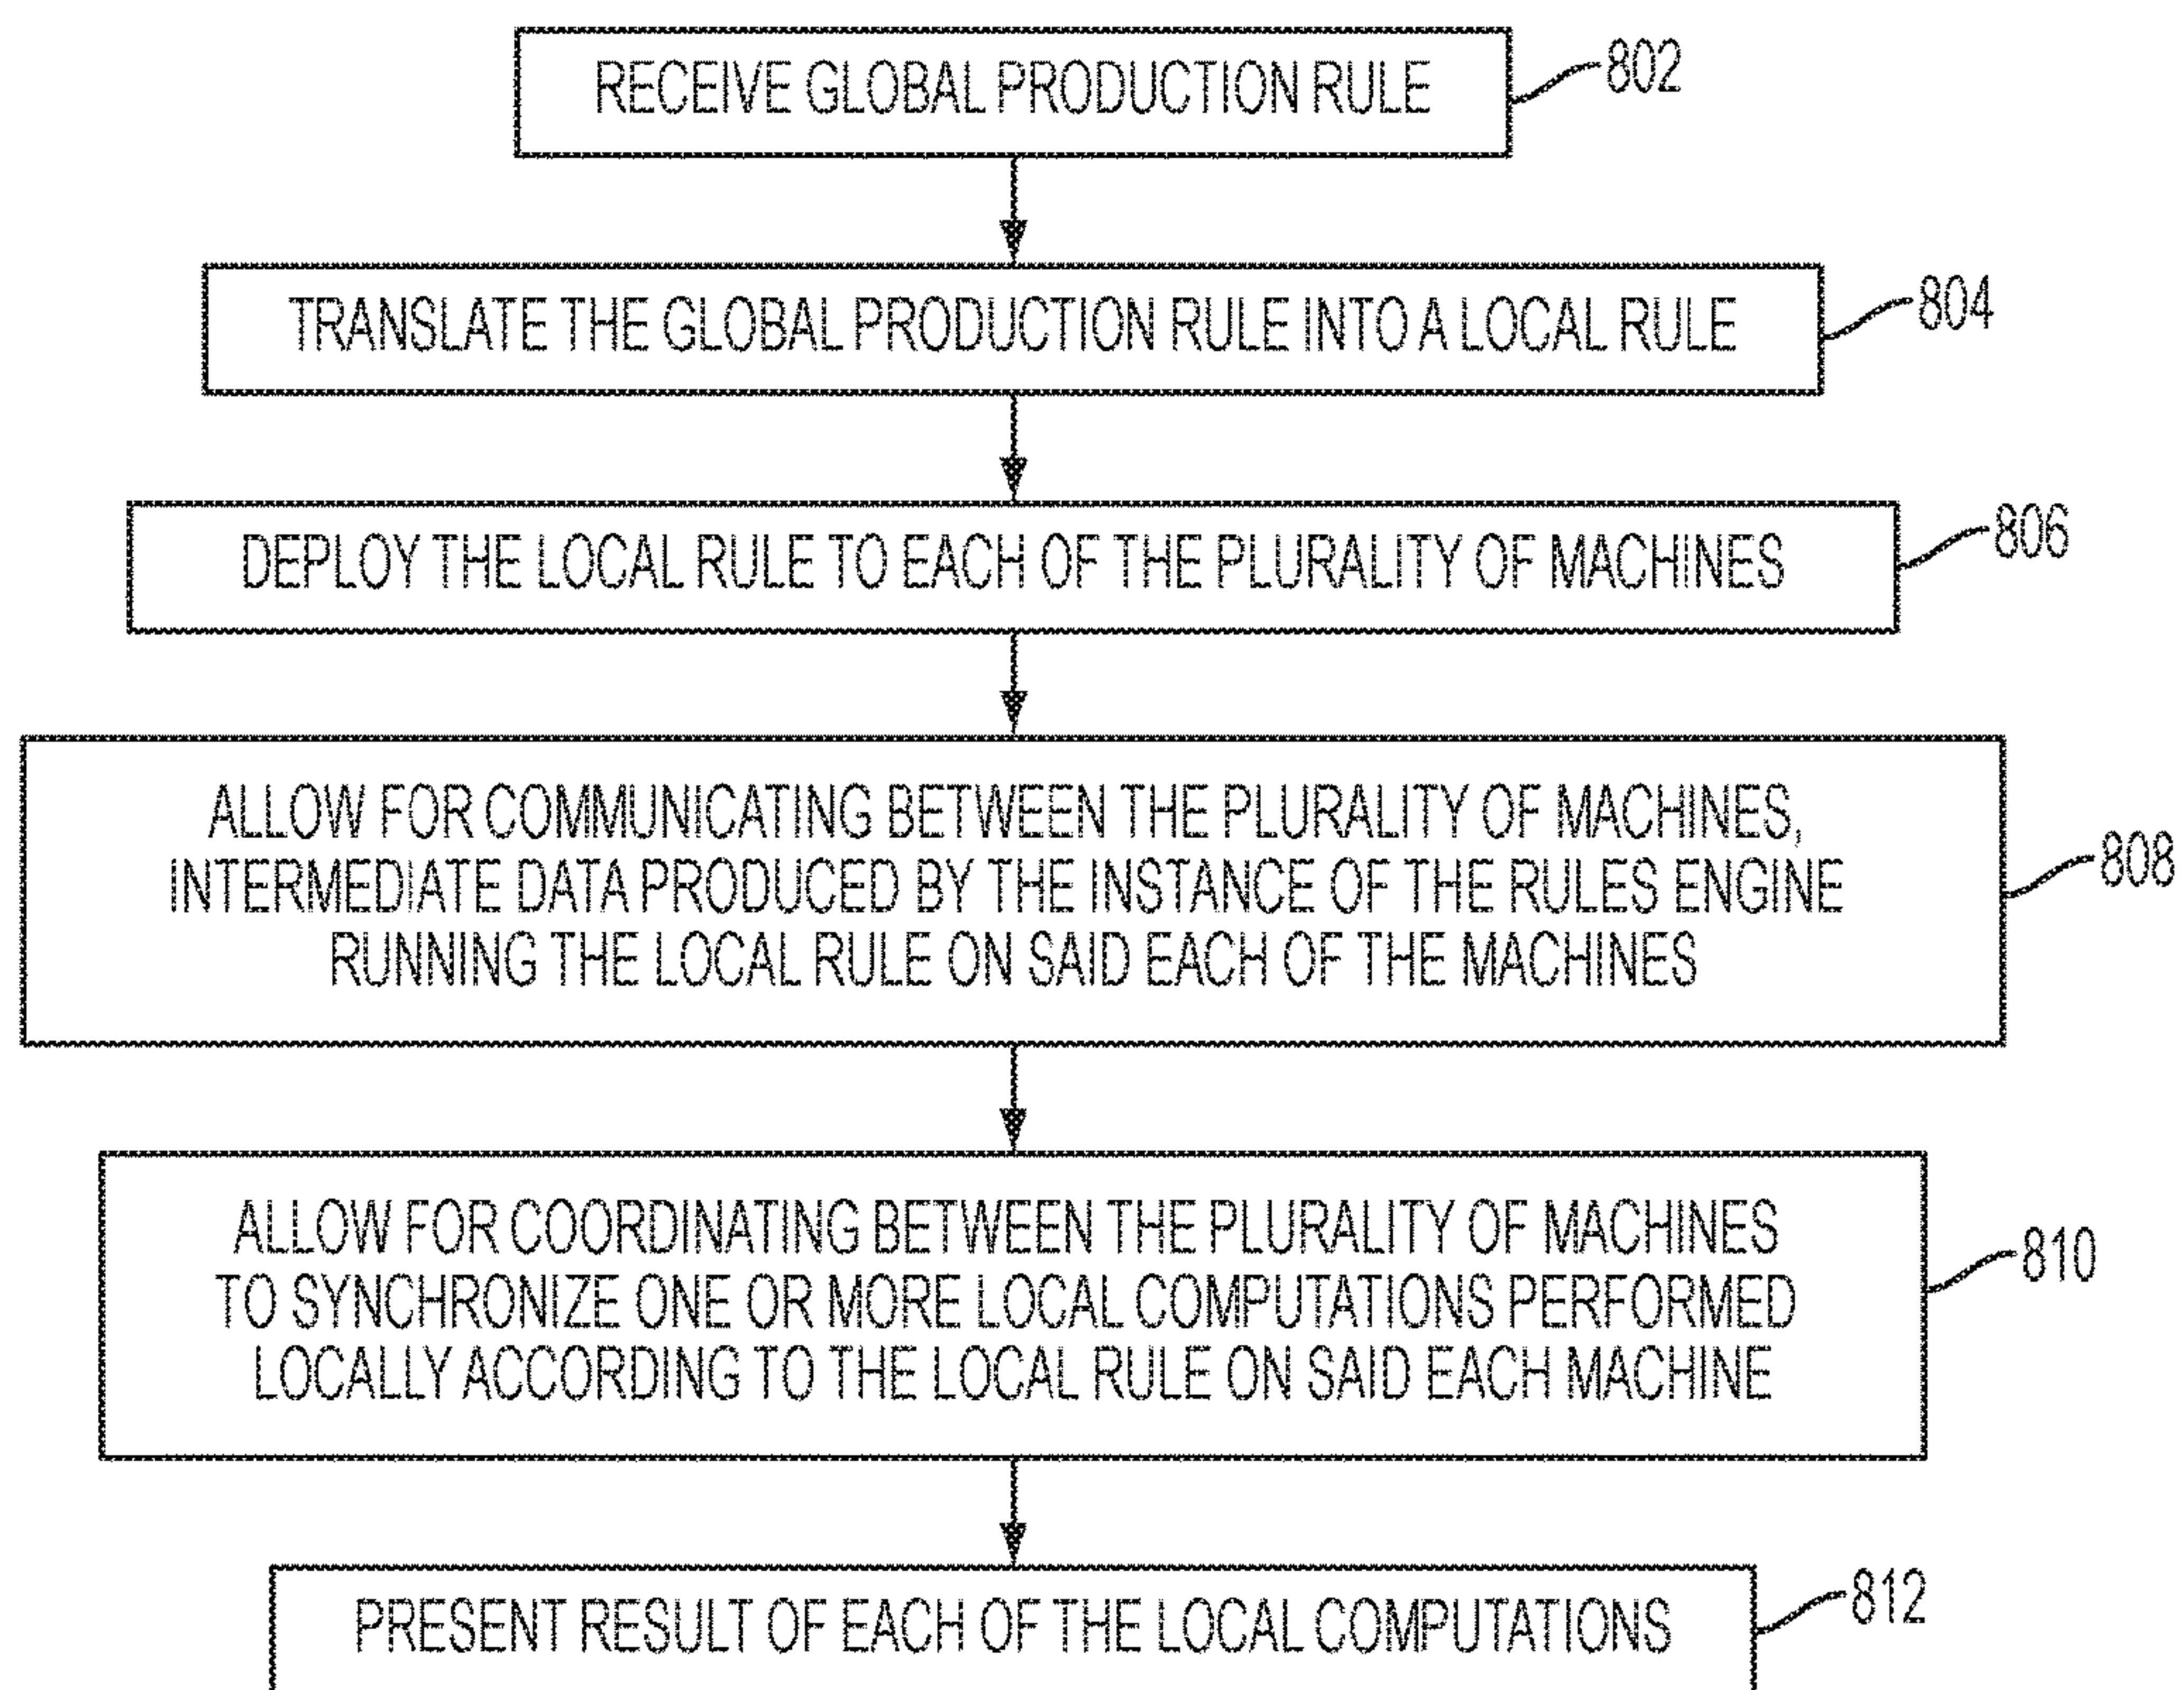 RECEIVE GLOBAL PRODUCTION RULE
802
TRANSLATE THE GLOBAL PRODUCTION RULE INTO A LOCAL RULE
804
DEPLOY THE LOCAL RULE TO EACH OF THE PLURALITY OF MACHINES
806
ALLOW FOR COMMUNICATING BETWEEN THE PLURALITY OF MACHINES,
INTERMEDIATE DATA PRODUCED BY THE INSTANCE OF THE RULES ENGINE
RUNNING THE LOCAL RULE ON SAID EACH OF THE MACHINES
808
ALLOW FOR COORDINATING BETWEEN THE PLURALITY OF MACHINES
TO SYNCHRONIZE ONE OR MORE LOCAL COMPUTATIONS PERFORMED
LOCALLY ACCORDING TO THE LOCAL RULE ON SAID EACH MACHINE
810
PRESENT RESULT OF EACH OF THE LOCAL COMPUTATIONS
812